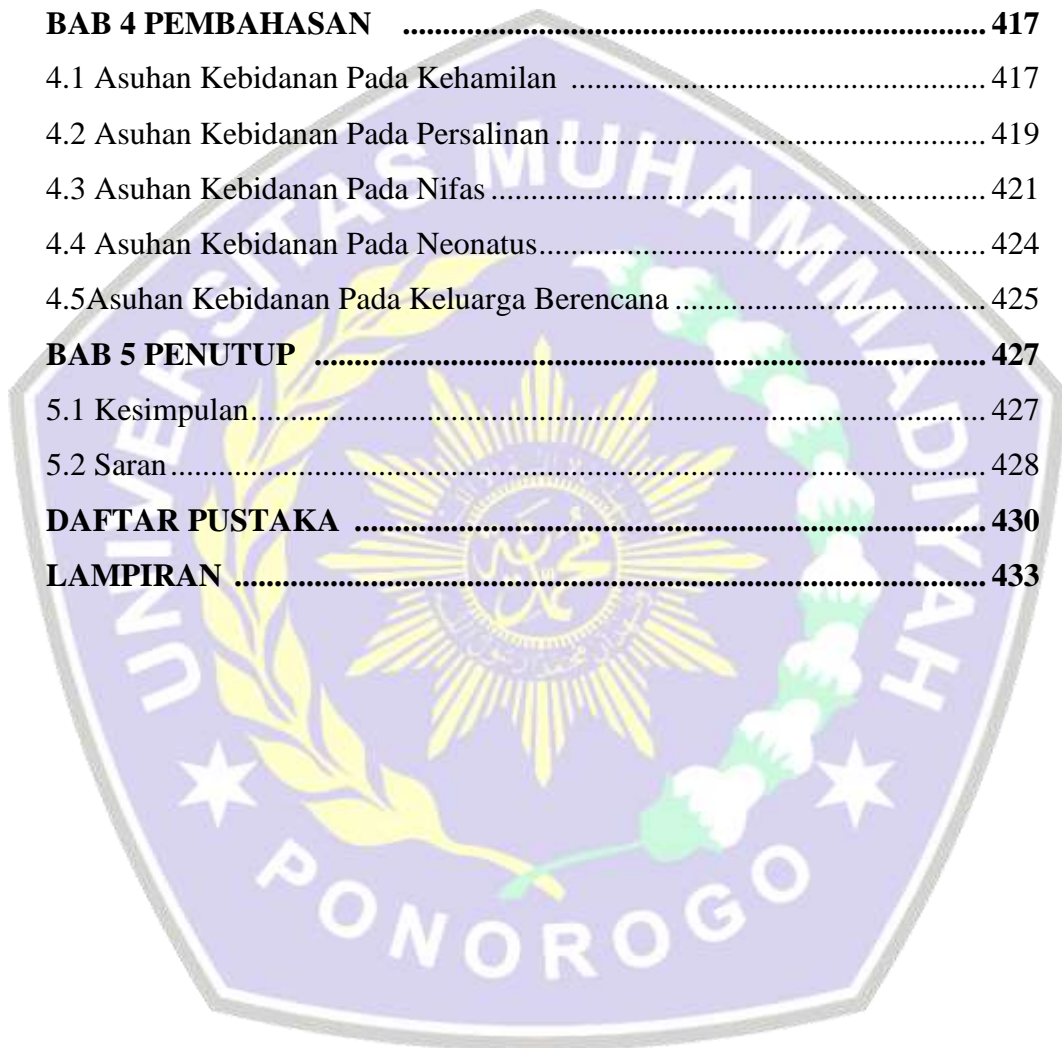 BAB 4 PEMBAHASAN ........................................ 417
4.1 Asuhan Kebidanan Pada Kehamilan ........................................ 417
4.2 Asuhan Kebidanan Pada Persalinan ........................................ 419
4.3 Asuhan Kebidanan Pada Nifas ........................................ 421
4.4 Asuhan Kebidanan Pada Neonatus ........................................ 424
4.5Asuhan Kebidanan Pada Keluarga Berencana ........................................ 425
BAB 5 PENUTUP ........................................ 427
5.1 Kesimpulan ........................................ 427
5.2 Saran ........................................ 428
DAFTAR PUSTAKA ........................................ 430
LAMPIRAN ........................................ 433
UNIVERSITAS MUHAMMADIYAH
PONOROGO